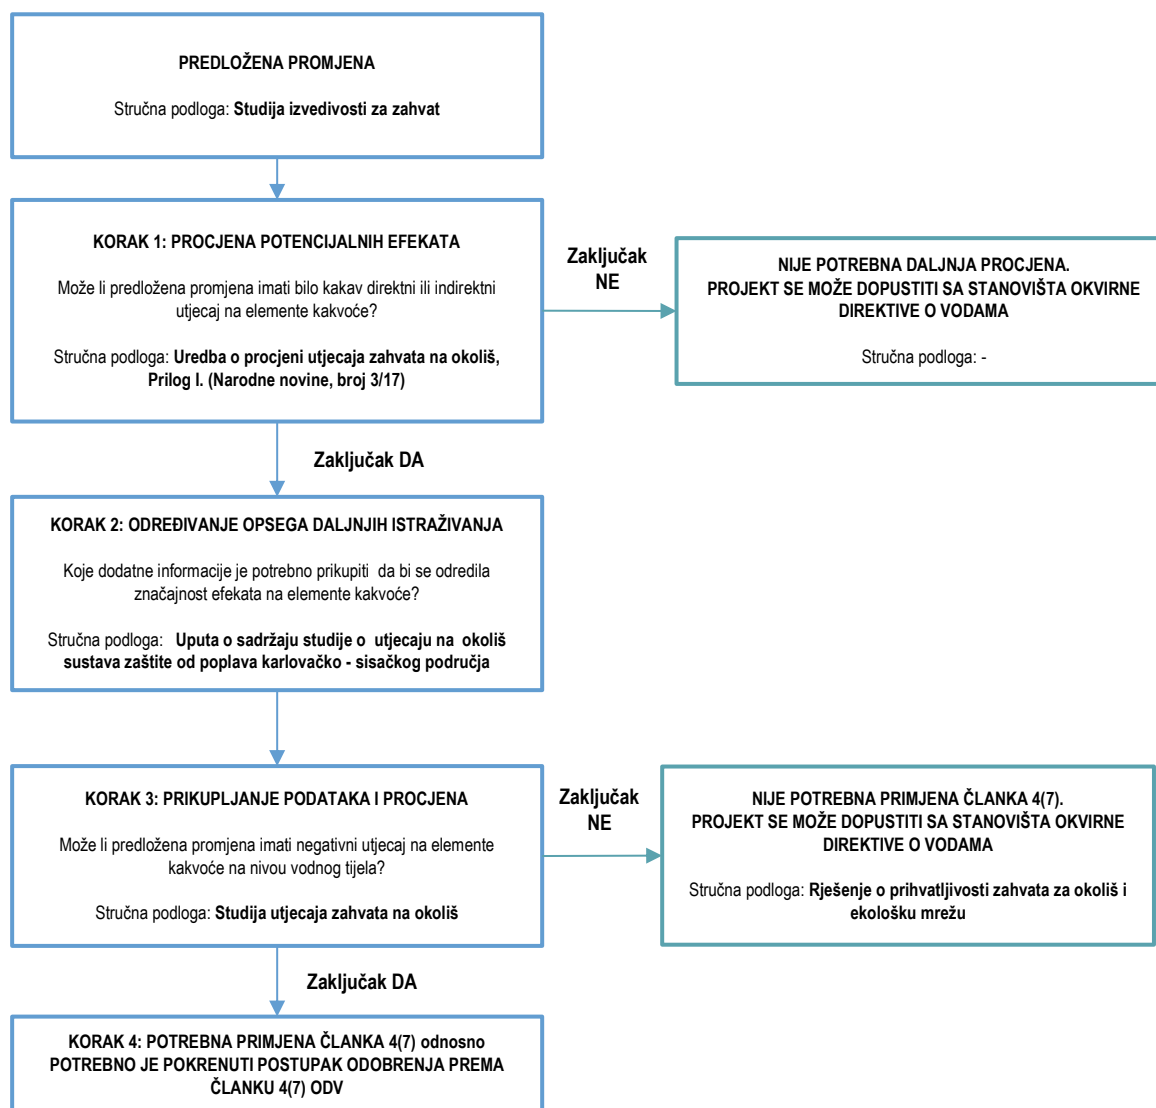 PREDLOŽENA PROMJENA
Stručna podloga: Studija izvedivosti za zahvat
KORAK 1: PROCJENA POTENCIJALNIH EFEKATA
Može li predložena promjena imati bilo kakav direktni ili indirektni
utjecaj na elemente kakvoće?
Stručna podloga: Uredba o procjeni utjecaja zahvata na okoliš,
Prilog I. (Narodne novine, broj 3/17)
Zaključak
NE
NIJE POTREBNA DALJNJA PROCJENA.
PROJEKT SE MOŽE DOPUSTITI SA STANOVIŠTA OKVIRNE
DIREKTIVE O VODAMA
Stručna podloga: -
Zaključak DA
KORAK 2: ODREĐIVANJE OPSEGA DALJNJIH ISTRAŽIVANJA
Koje dodatne informacije je potrebno prikupiti da bi se odredila
značajnost efekata na elemente kakvoće?
Stručna podloga: Uputa o sadržaju studije o utjecaju na okoliš
sustava zaštite od poplava karlovačko - sisačkog područja
KORAK 3: PRIKUPLJANJE PODATAKA I PROCJENA
Može li predložena promjena imati negativni utjecaj na elemente
kakvoće na nivou vodnog tijela?
Stručna podloga: Studija utjecaja zahvata na okoliš
Zaključak
NE
NIJE POTREBNA PRIMJENA ČLANKA 4(7).
PROJEKT SE MOŽE DOPUSTITI SA STANOVIŠTA OKVIRNE
DIREKTIVE O VODAMA
Stručna podloga: Rješenje o prihvatljivosti zahvata za okoliš i
ekološku mrežu
Zaključak DA
KORAK 4: POTREBNA PRIMJENA ČLANKA 4(7) odnosno
POTREBNO JE POKRENUTI POSTUPAK ODOBRENJA PREMA
ČLANKU 4(7) ODV